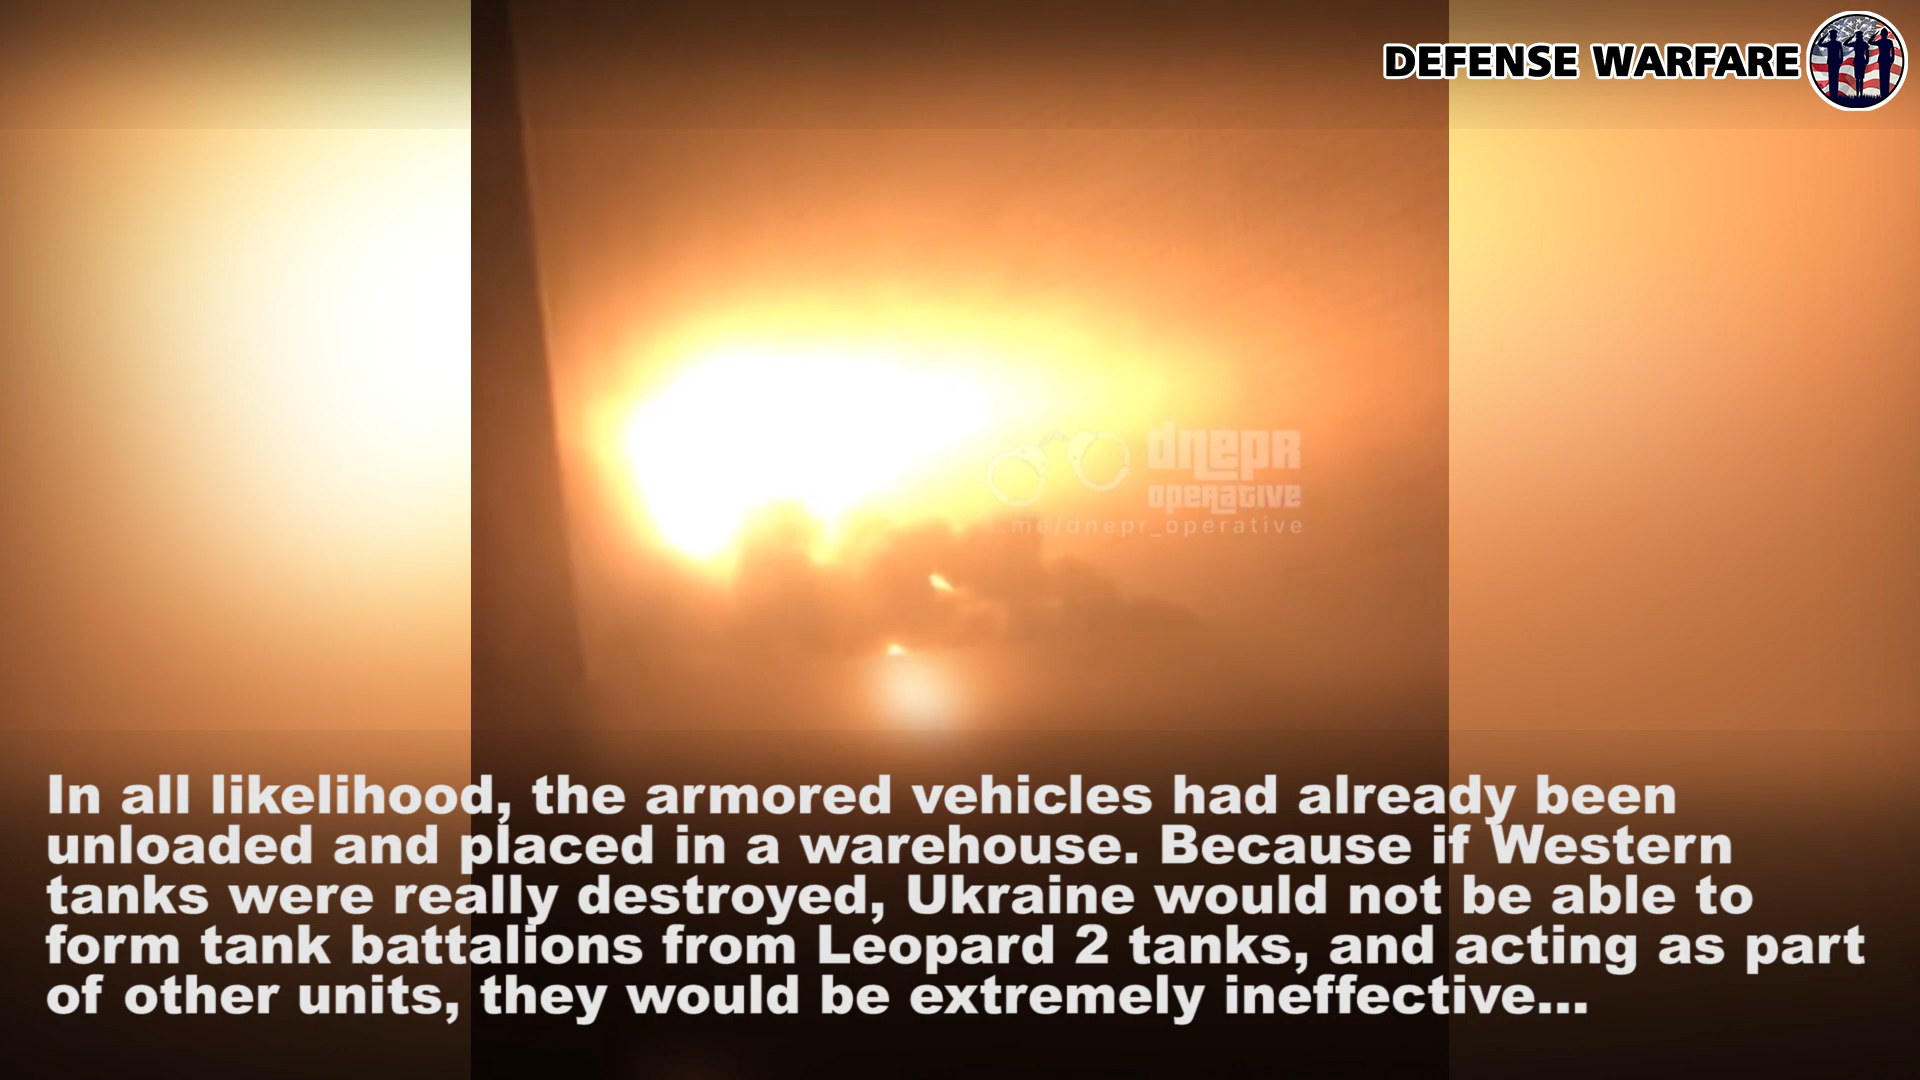 DEFENSE WARFARE
dnepr
operative
.me/dnepr_operative
In all likelihood, the armored vehicles had already been
unloaded and placed in a warehouse. Because if Western
tanks were really destroyed, Ukraine would not be able to
form tank battalions from Leopard 2 tanks, and acting as part
of other units, they would be extremely ineffective...